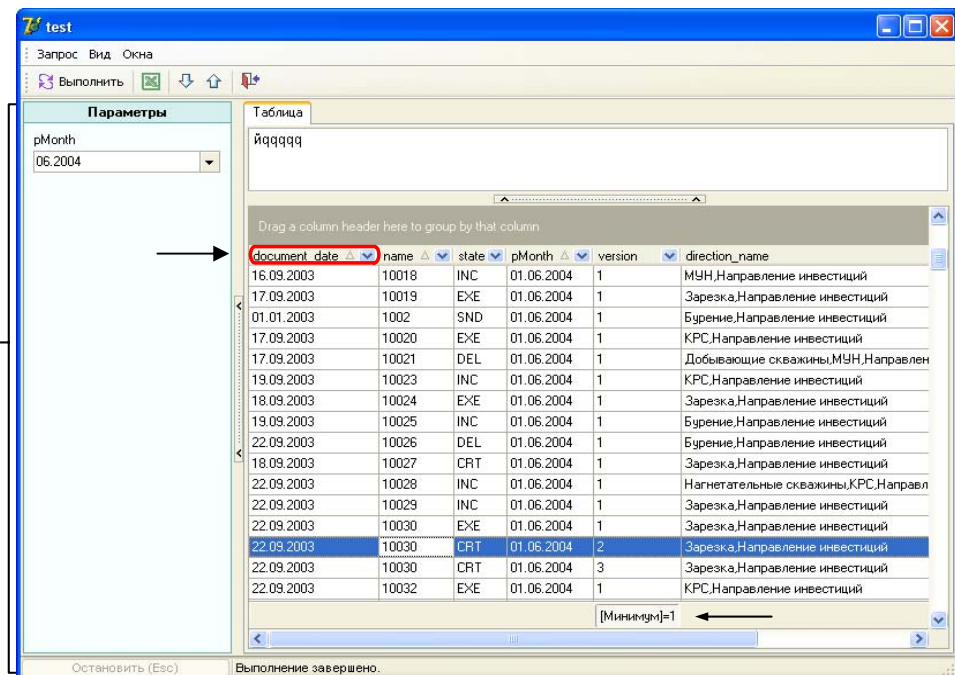 test
Запрос Вид Окна
Выполнить
Параметры
Таблица
pMonth
06.2004
йqqqqq
Drag a column header here to group by that column
document_date name state pMonth version direction_name
16.09.2003 10018 INC 01.06.2004 1 МУН,Направление инвестиций
17.09.2003 10019 EXE 01.06.2004 1 Зарезка,Направление инвестиций
01.01.2003 1002 SND 01.06.2004 1 Бурение,Направление инвестиций
17.09.2003 10020 EXE 01.06.2004 1 КРС,Направление инвестиций
17.09.2003 10021 DEL 01.06.2004 1 Добывающие скважины,МУН,Направлен
19.09.2003 10023 INC 01.06.2004 1 КРС,Направление инвестиций
18.09.2003 10024 EXE 01.06.2004 1 Зарезка,Направление инвестиций
19.09.2003 10025 INC 01.06.2004 1 Бурение,Направление инвестиций
22.09.2003 10026 DEL 01.06.2004 1 Бурение,Направление инвестиций
18.09.2003 10027 CRT 01.06.2004 1 Зарезка,Направление инвестиций
22.09.2003 10028 INC 01.06.2004 1 Нагнетательные скважины,КРС,Направл
22.09.2003 10029 INC 01.06.2004 1 Зарезка,Направление инвестиций
22.09.2003 10030 EXE 01.06.2004 1 Зарезка,Направление инвестиций
22.09.2003 10030 CRT 01.06.2004 2 Зарезка,Направление инвестиций
22.09.2003 10030 CRT 01.06.2004 3 Зарезка,Направление инвестиций
22.09.2003 10032 EXE 01.06.2004 1 КРС,Направление инвестиций
[Минимум]=1
Остановить (Esc) Выполнение завершено.